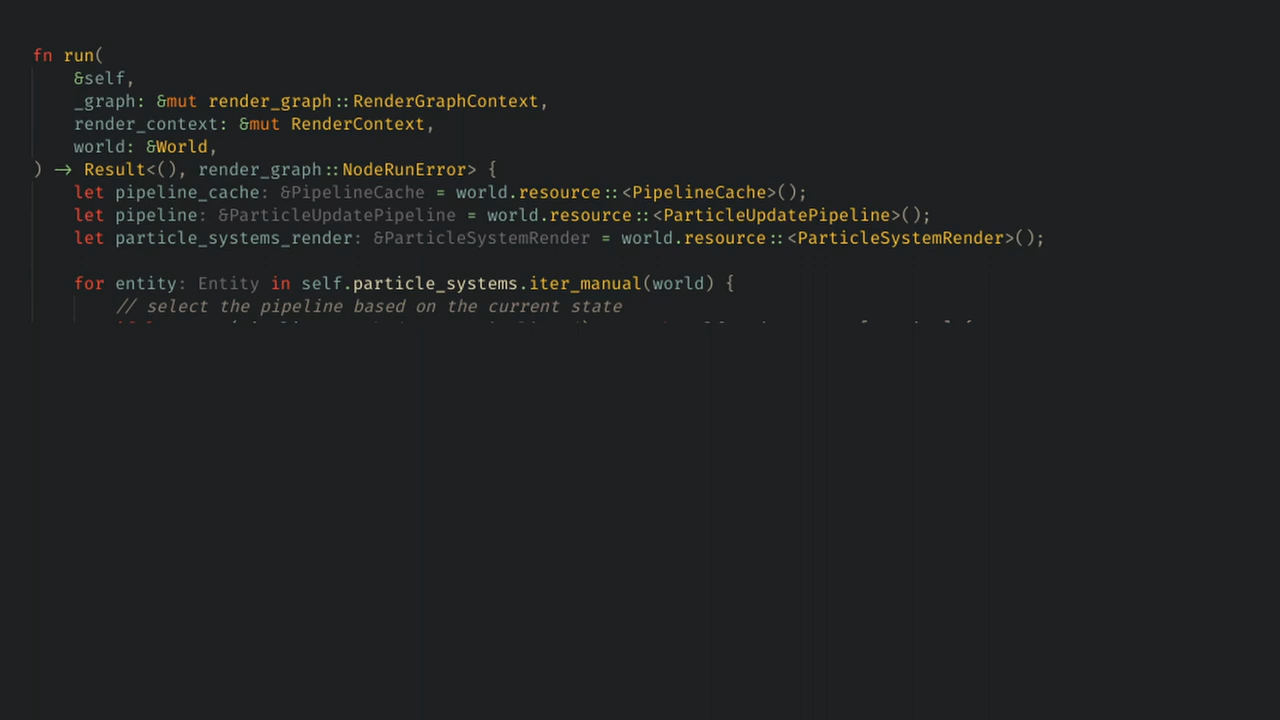 fn run(
    &self,
    _graph: &mut render_graph::RenderGraphContext,
    render_context: &mut RenderContext,
    world: &World,
) -> Result<(), render_graph::NodeRunError> {
    let pipeline_cache: &PipelineCache = world.resource::<PipelineCache>();
    let pipeline: &ParticleUpdatePipeline = world.resource::<ParticleUpdatePipeline>();
    let particle_systems_render: &ParticleSystemRender = world.resource::<ParticleSystemRender>();
    for entity: Entity in self.particle_systems.iter_manual(world) {
        // select the pipeline based on the current state